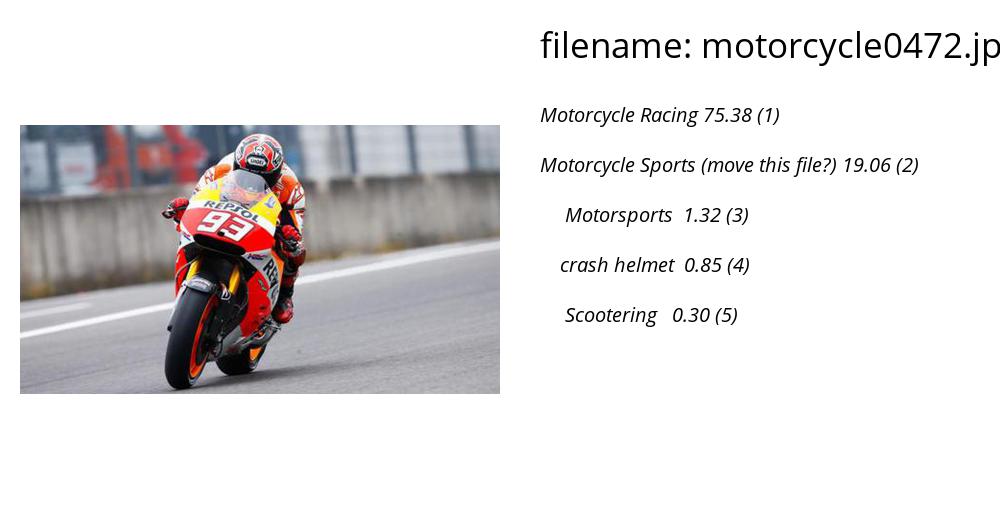 filename: motorcycle0472.jp
Motorcycle Racing 75.38 (1)
Motorcycle Sports (move this file?) 19.06 (2)
Motorsports 1.32 (3)
crash helmet 0.85 (4)
Scootering 0.30 (5)
SHOEI
REPSOL
93